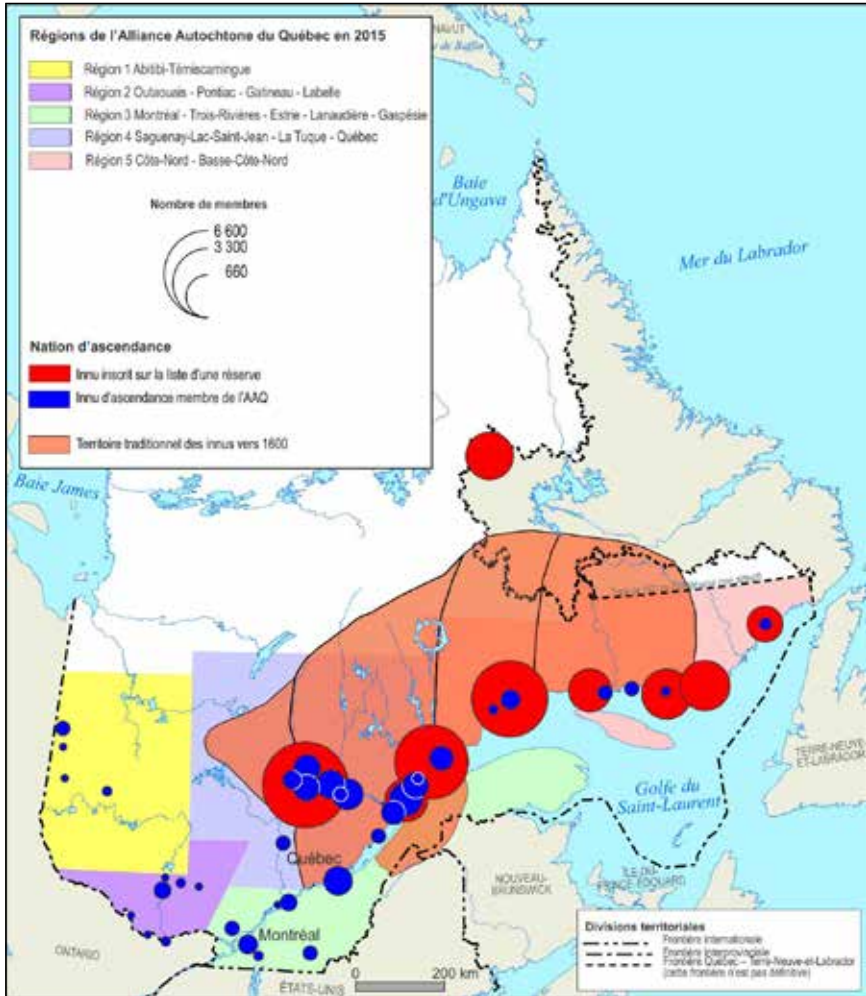 Régions de l'Alliance Autochtone du Québec en 2015
Région 1 Abitibi-Témiscamingue
Région 2 Outaouais - Pontiac - Gatineau - Labelle
Région 3 Montréal - Trois-Rivières - Estrie - Lanaudière - Gaspésie
Région 4 Saguenay-Lac-Saint-Jean - La Tuque - Québec
Région 5 Côte-Nord - Basse-Côte-Nord
Nombre de membres
6 600
3 300
660
Nation d'ascendance
Innu inscrit sur la liste d'une réserve
Innu d'ascendance membre de l'AAQ
Territoire traditionnel des innus vers 1600
de Baffin
Baie
d'Ungava
Mer du Labrador
Baie James
TERRE-NEUVE-
ET-LABRADOR
Golfe du
Saint-Laurent
Québec
NOUVEAU-
BRUNSWICK
ÎLE-DU-
PRINCE-ÉDOUARD
Montréal
ONTARIO
ÉTATS-UNIS
0 200 km
Divisions territoriales
Frontière internationale
Frontière interprovinciale
Frontière Québec – Terre-Neuve-et-Labrador
(cette frontière n'est pas définitive)